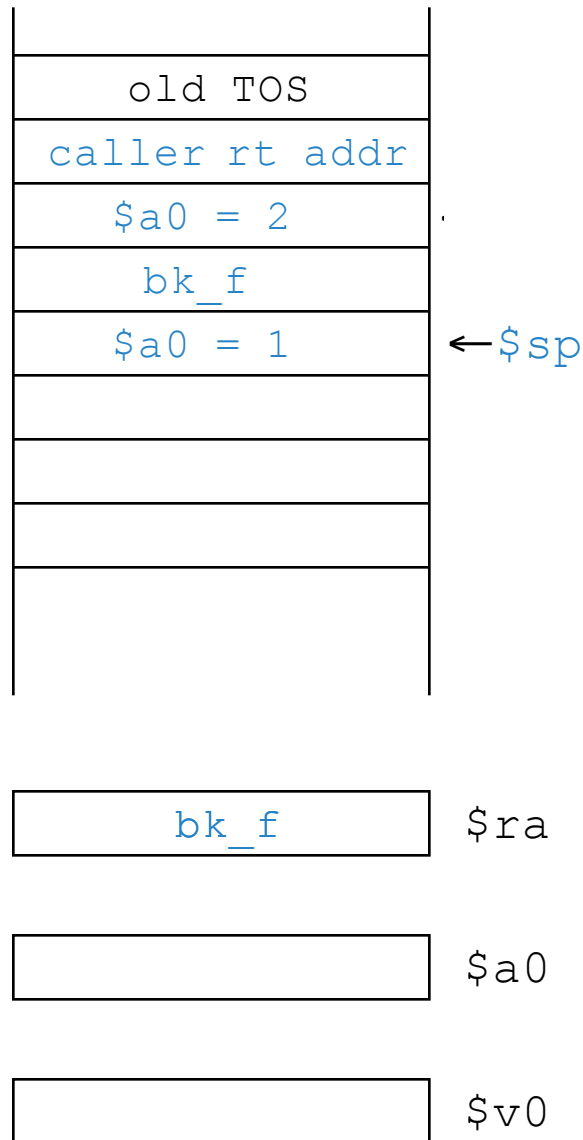 old TOS
caller rt addr
$a0 = 2
bk_f
$a0 = 1
←$sp
bk_f
$ra
$a0
$v0